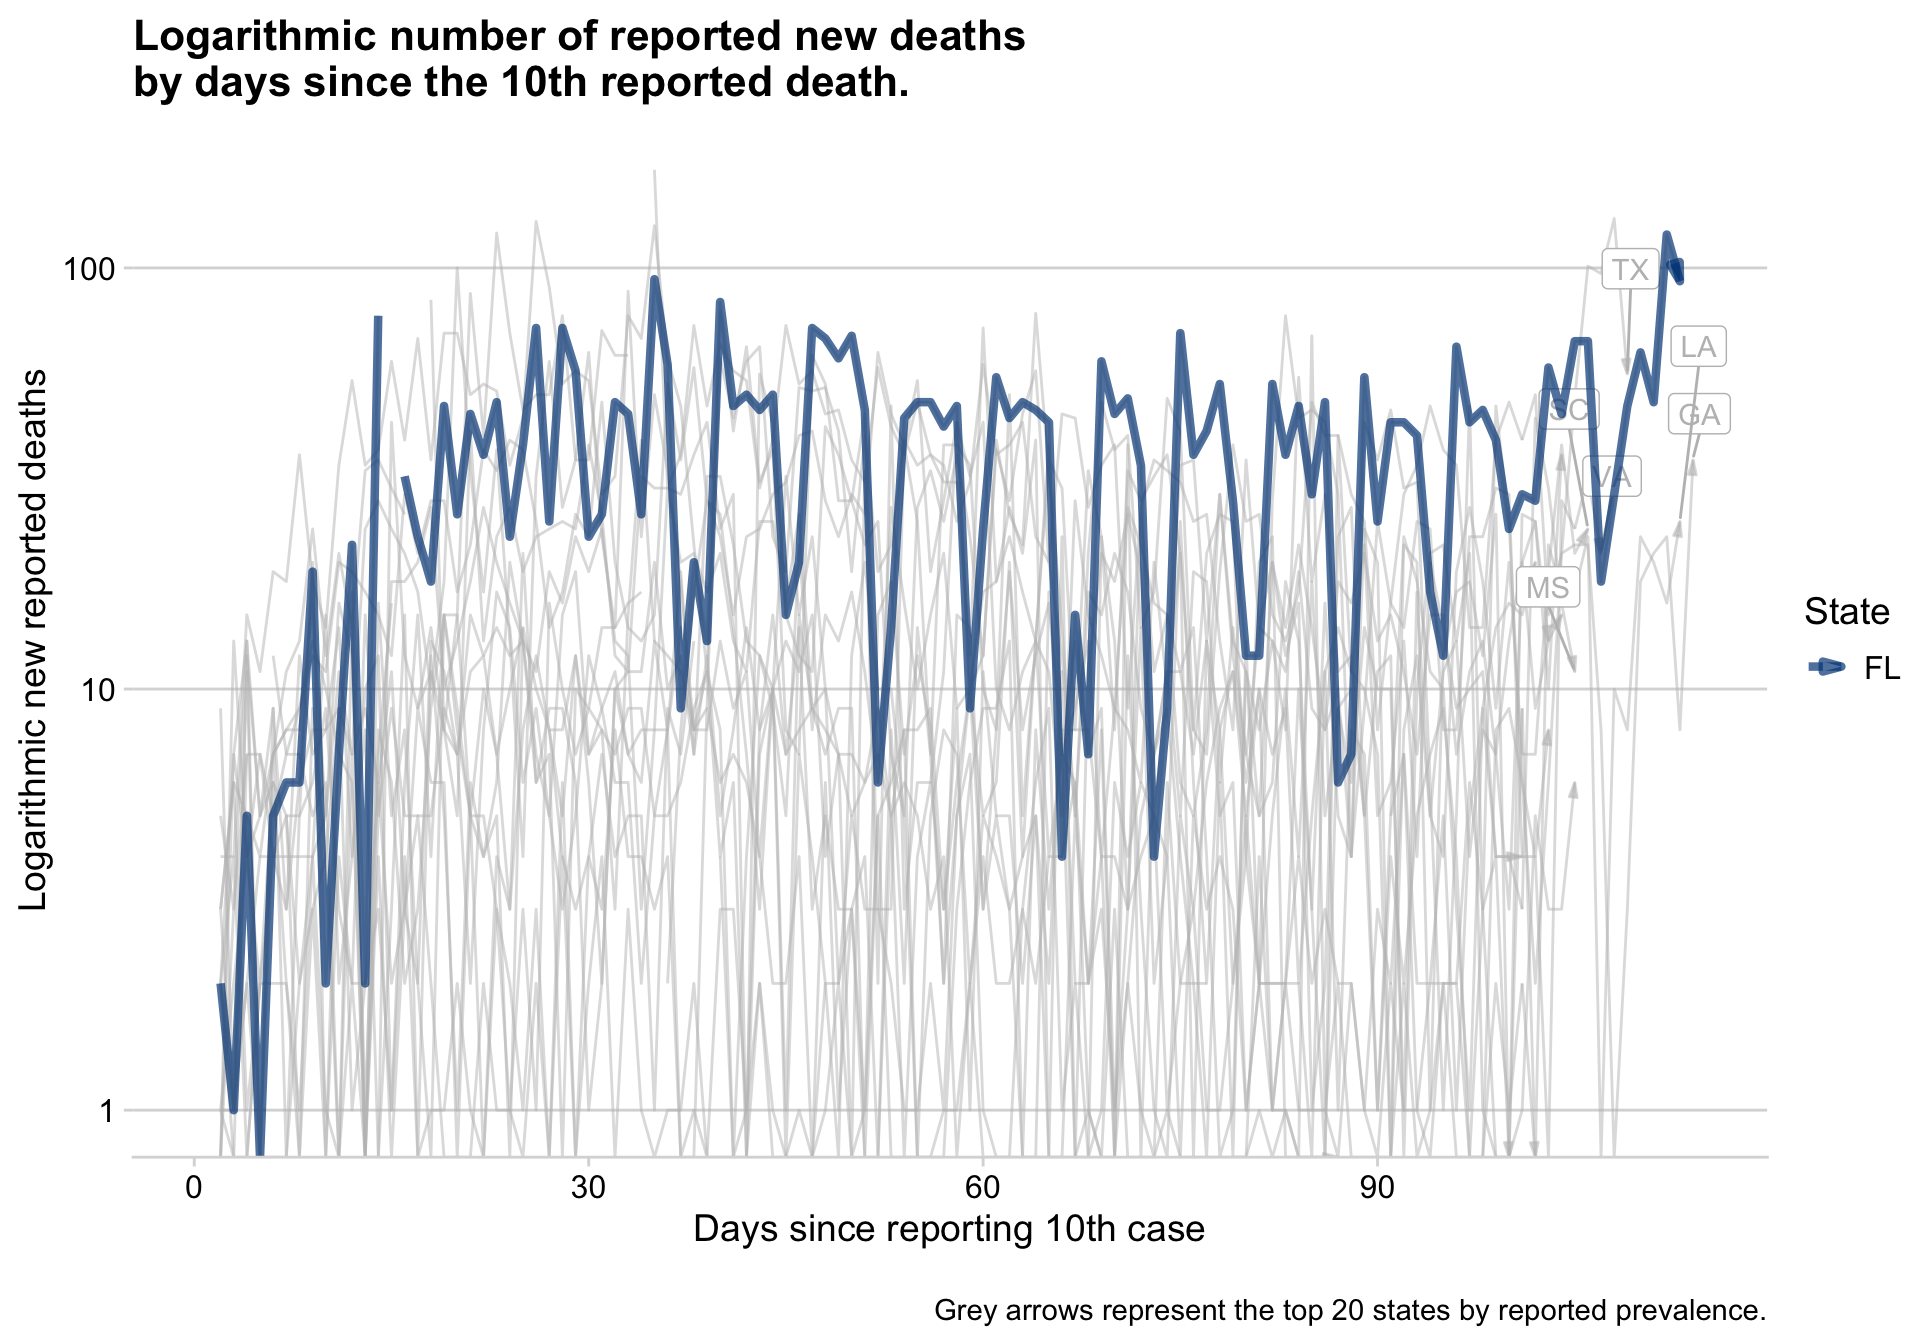 Logarithmic number of reported new deaths
by days since the 10th reported death.
Logarithmic new reported deaths
100
10
1
TX
LA
SC
GA
VA
MS
State
FL
0
30
60
90
Days since reporting 10th case
Grey arrows represent the top 20 states by reported prevalence.